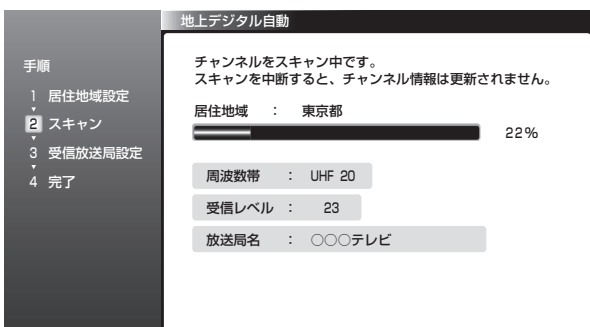 地上デジタル自動
手順
1 居住地域設定
2 スキャン
3 受信放送局設定
4 完了
チャンネルをスキャン中です。
スキャンを中断すると、チャンネル情報は更新されません。
居住地域 : 東京都
22%
周波数帯 : UHF 20
受信レベル : 23
放送局名 : ○○○テレビ